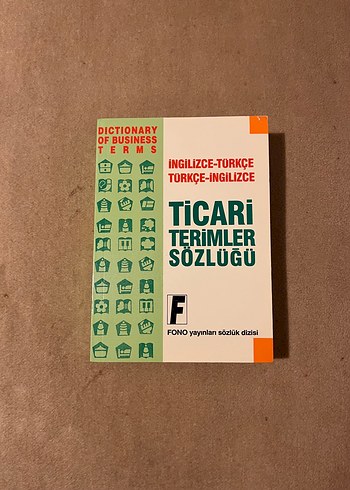 DICTIONARY
OF BUSINESS
TERMS
İNGİLİZCE-TÜRKÇE
TÜRKÇE-İNGİLİZCE
TİCARİ
TERİMLER
SÖZLÜĞÜ
F
FONO yayınları sözlük dizisi